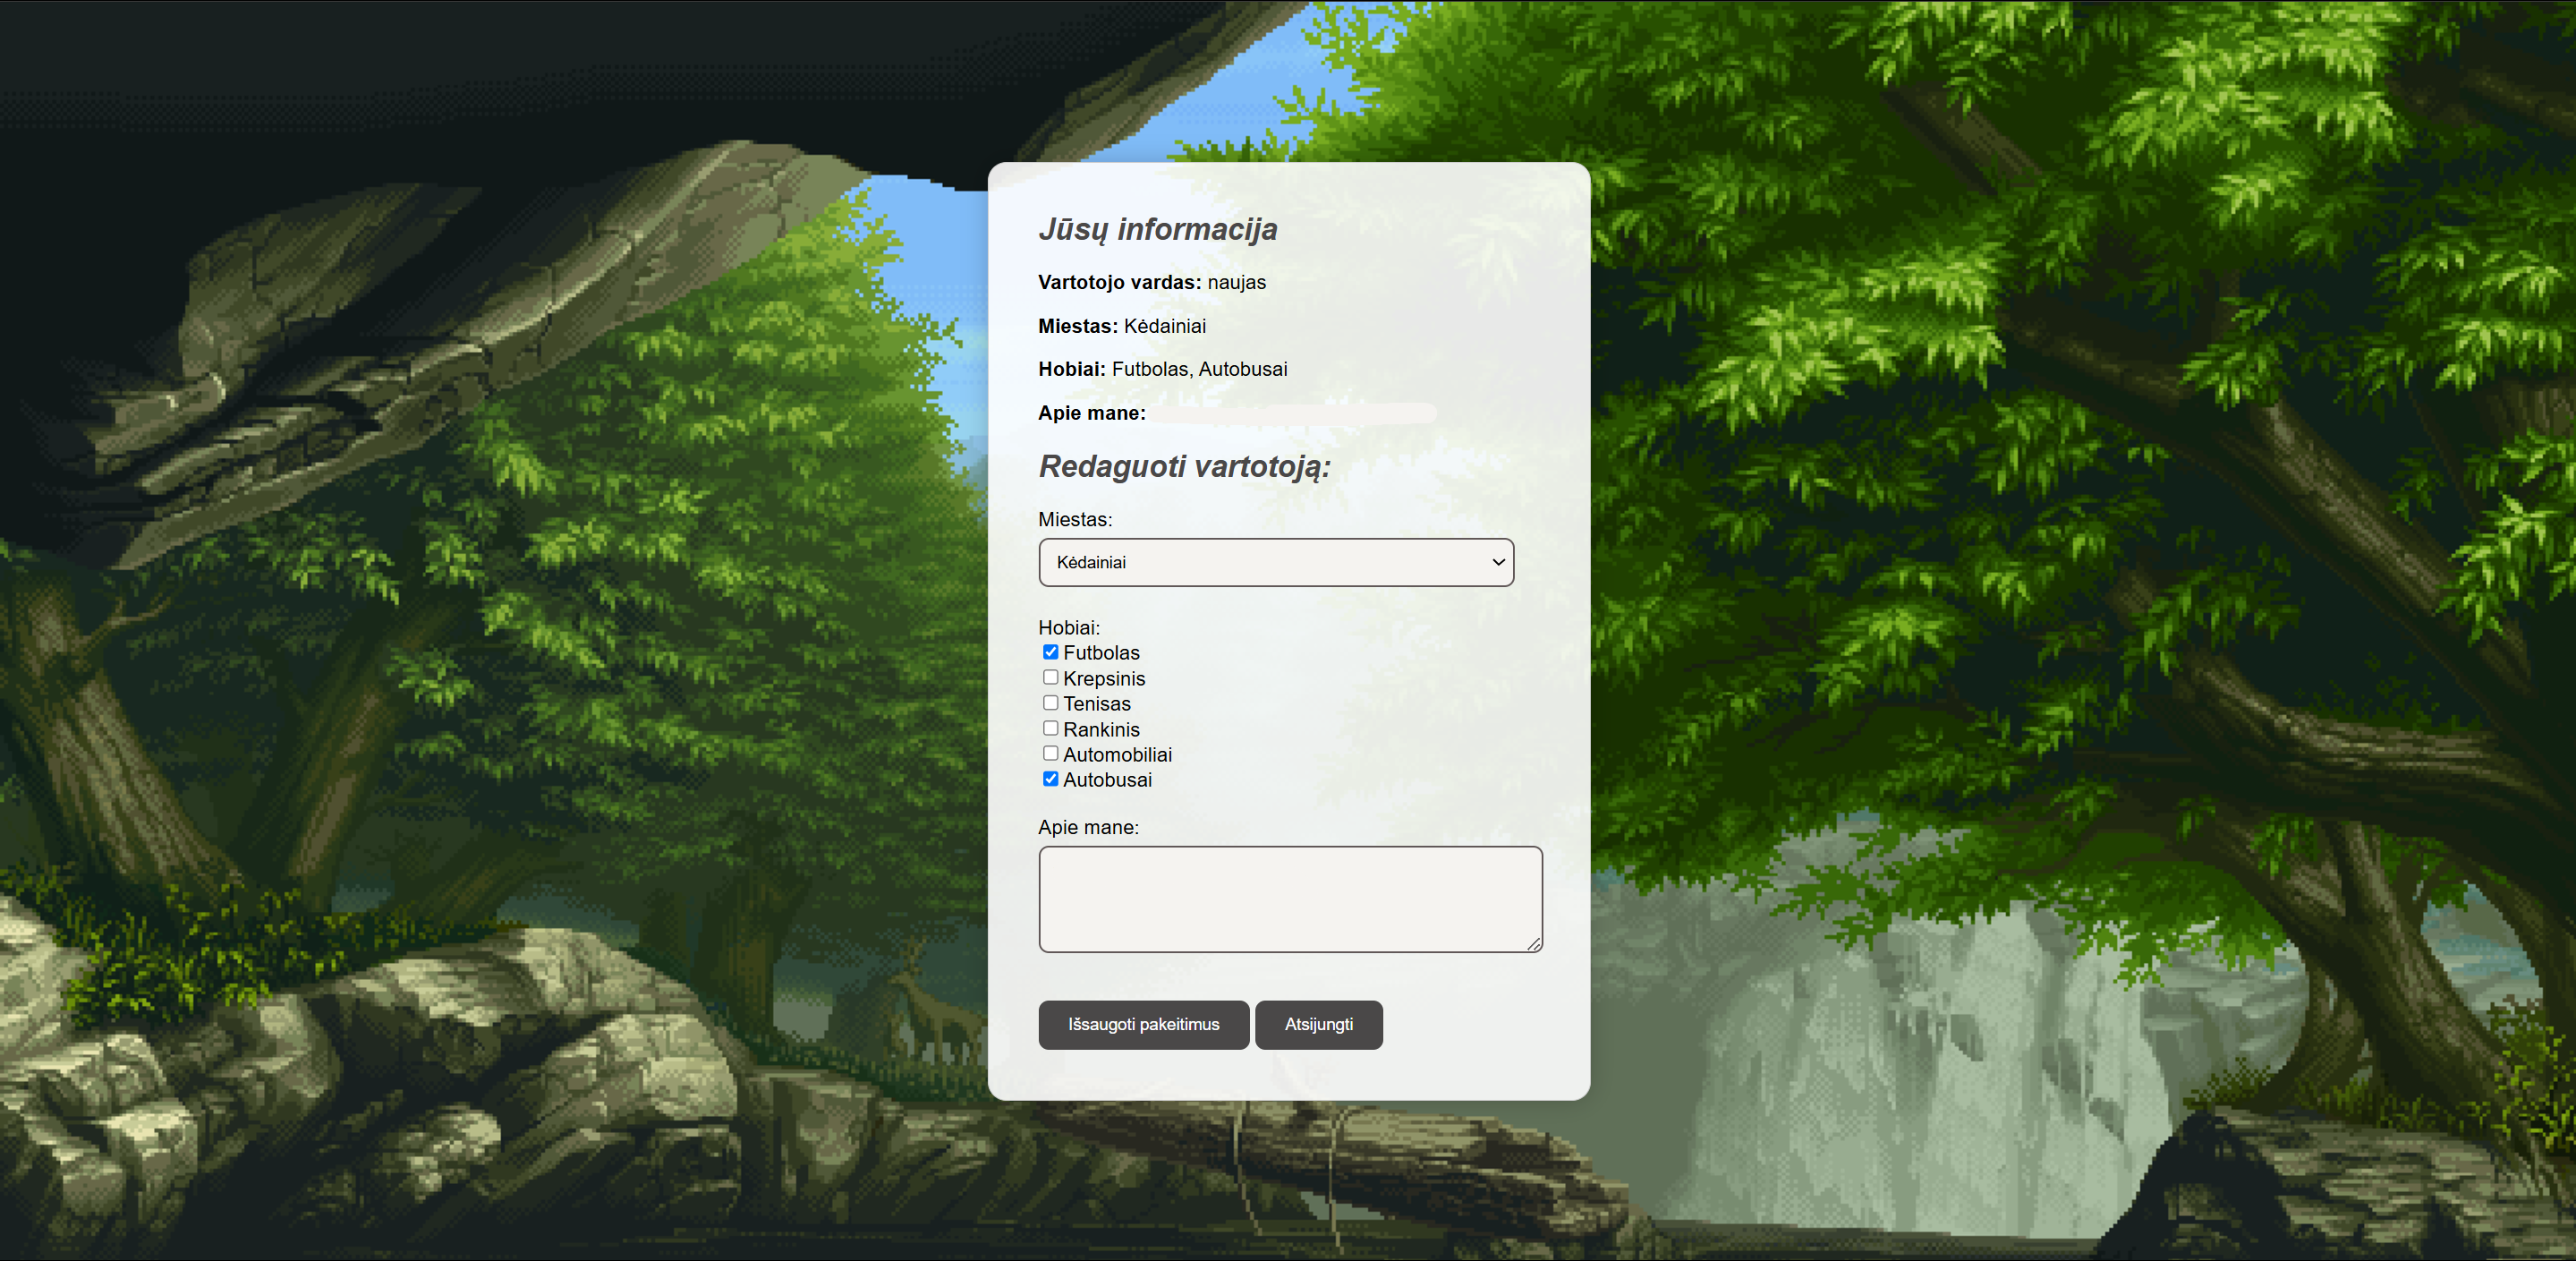 Jūsų informacija
Vartotojo vardas: naujas
Miestas: Kėdainiai
Hobiai: Futbolas, Autobusai
Apie mane:
Redaguoti vartotoją:
Miestas:
Kėdainiai
Hobiai:
Futbolas
Krepsinis
Tenisas
Rankinis
Automobiliai
Autobusai
Apie mane:
Išsaugoti pakeitimus Atsijungti